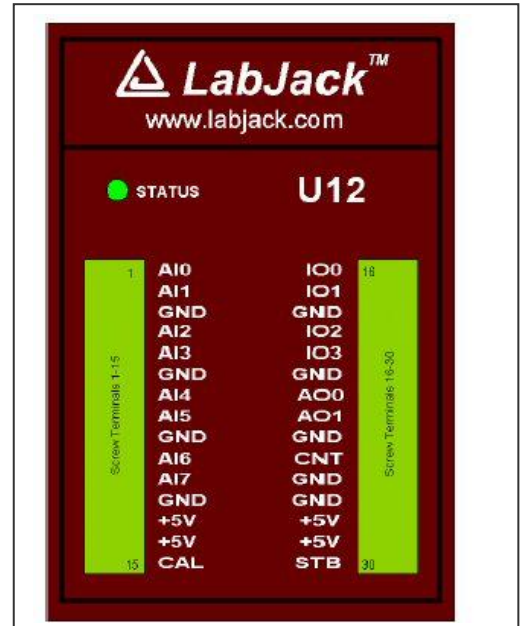 LabJack™
www.labjack.com
STATUS
U12
1 AI0 IO0 16
AI1 IO1
GND GND
AI2 IO2
AI3 IO3
GND GND
AI4 AO0
AI5 AO1
GND GND
AI6 CNT
AI7 GND
GND GND
+5V +5V
+5V +5V
15 CAL STB 30
Screw Terminals 1-15
Screw Terminals 16-30